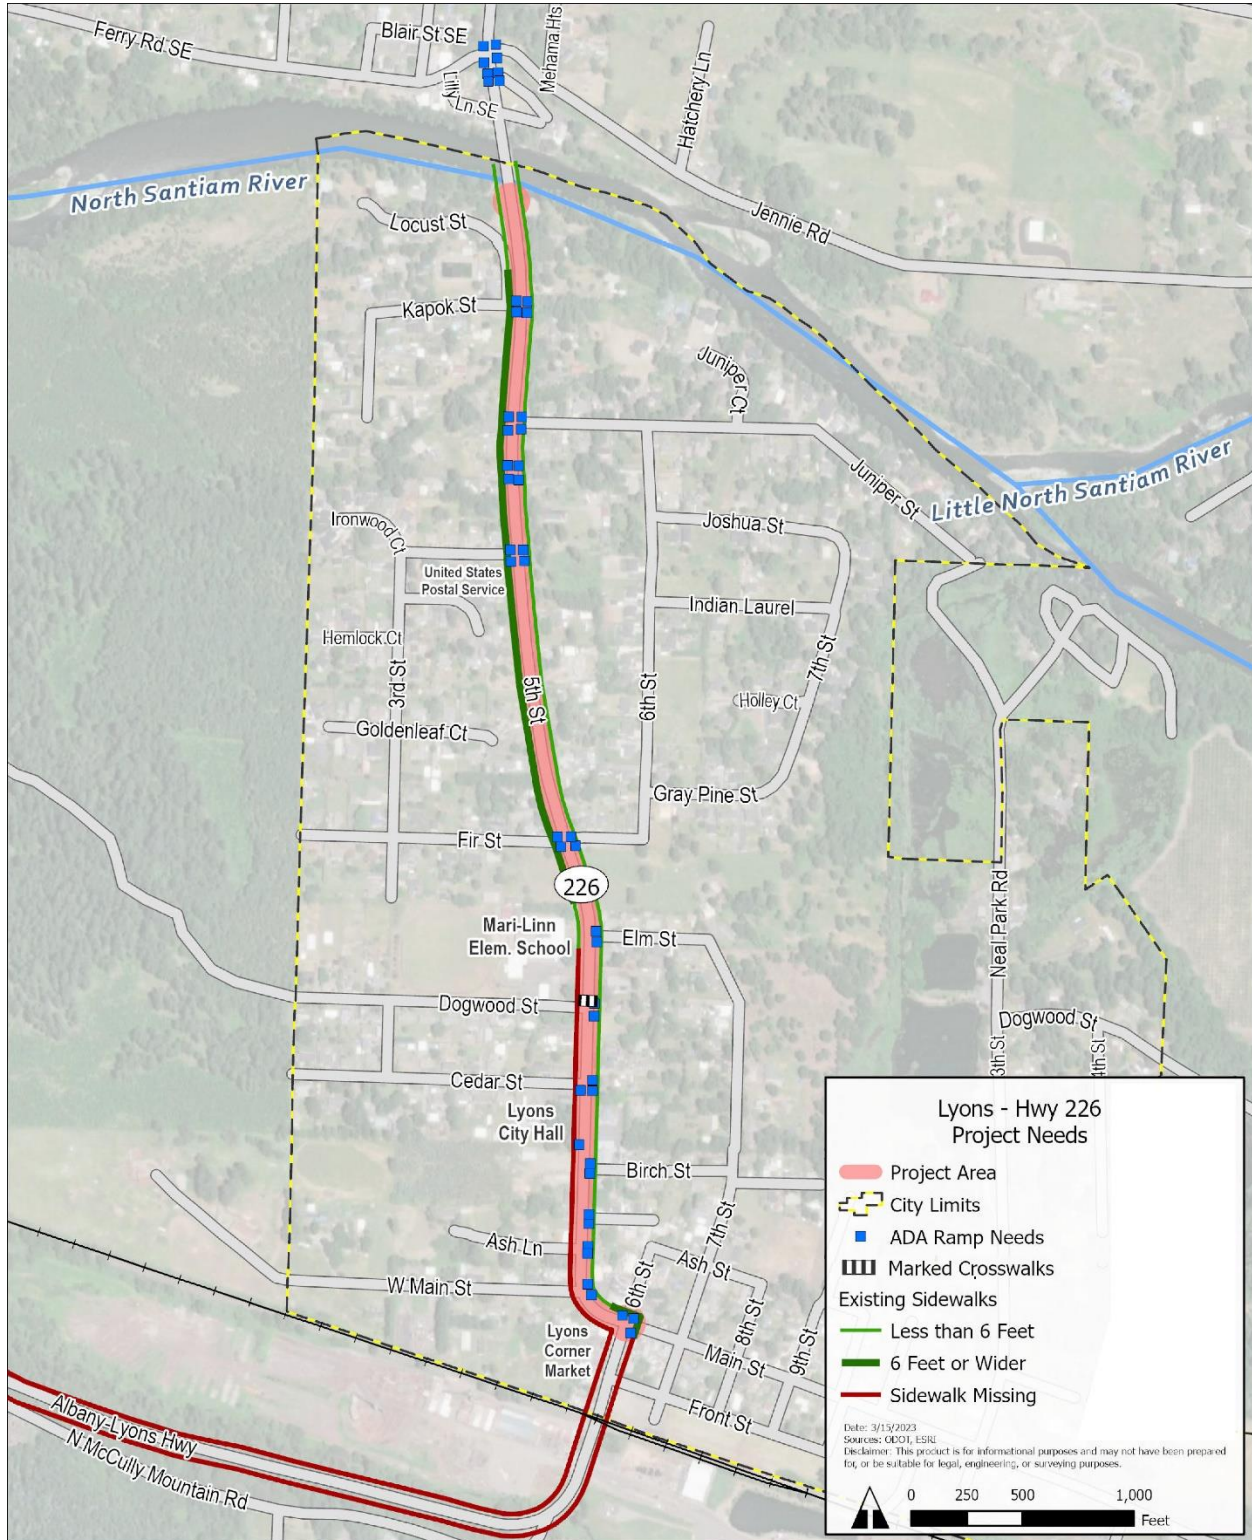 Ferry Rd SE
Blair St SE
Mehama Hts
Lilly Ln SE
Hatchery Ln
North Santiam River
Locust St
Jennie Rd
Kapok St
Juniper Ct
Juniper St
Little North Santiam River
Ironwood Ct
Joshua St
United States
Postal Service
Indian Laurel
Hemlock Ct
3rd St
5th St
6th St
7th St
Holley Ct
Goldenleaf Ct
Gray Pine St
Fir St
226
Mari-Linn
Elem. School
Elm St
Neal Park Rd
Dogwood St
Dogwood St
3th St
4th St
Cedar St
Lyons
City Hall
Birch St
7th St
Ash Ln
Ash St
6th St
W Main St
8th St
9th St
Lyons
Corner
Market
Main St
Front St
Albany-Lyons Hwy
N McCully Mountain Rd
Lyons - Hwy 226
Project Needs
Project Area
City Limits
ADA Ramp Needs
Marked Crosswalks
Existing Sidewalks
Less than 6 Feet
6 Feet or Wider
Sidewalk Missing
Date: 3/15/2023
Sources: ODOT, ESRI
Disclaimer: This product is for informational purposes and may not have been prepared
for, or be suitable for legal, engineering, or surveying purposes.
0 250 500 1,000
Feet